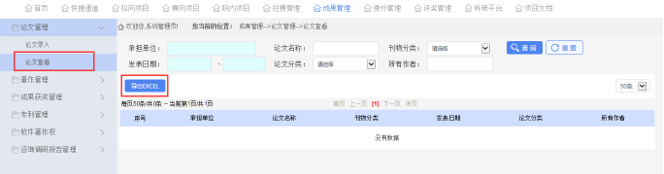 首页 快捷通道 纵向项目 横向项目 院内项目 经费管理 成果管理 委外管理 评奖管理 科研平台 项目文档
论文管理
欢迎您,系统管理员! 您当前的位置: 成果管理-->论文管理-->论文查看
论文录入
承担单位: 论文名称: 刊物分类: 请选择 查询 重置
论文查看
发表日期: - 论文分类: 请选择 所有作者:
著作管理
导出EXCEL 50条
成果获奖管理
每页50条/共0条 -- 当前第1页/共1页 首页 上一页 [1] 下一页 末页
专利管理
序号 承担单位 论文名称 刊物分类 发表日期 论文分类 所有作者
软件著作权
没有数据
咨询调研报告管理